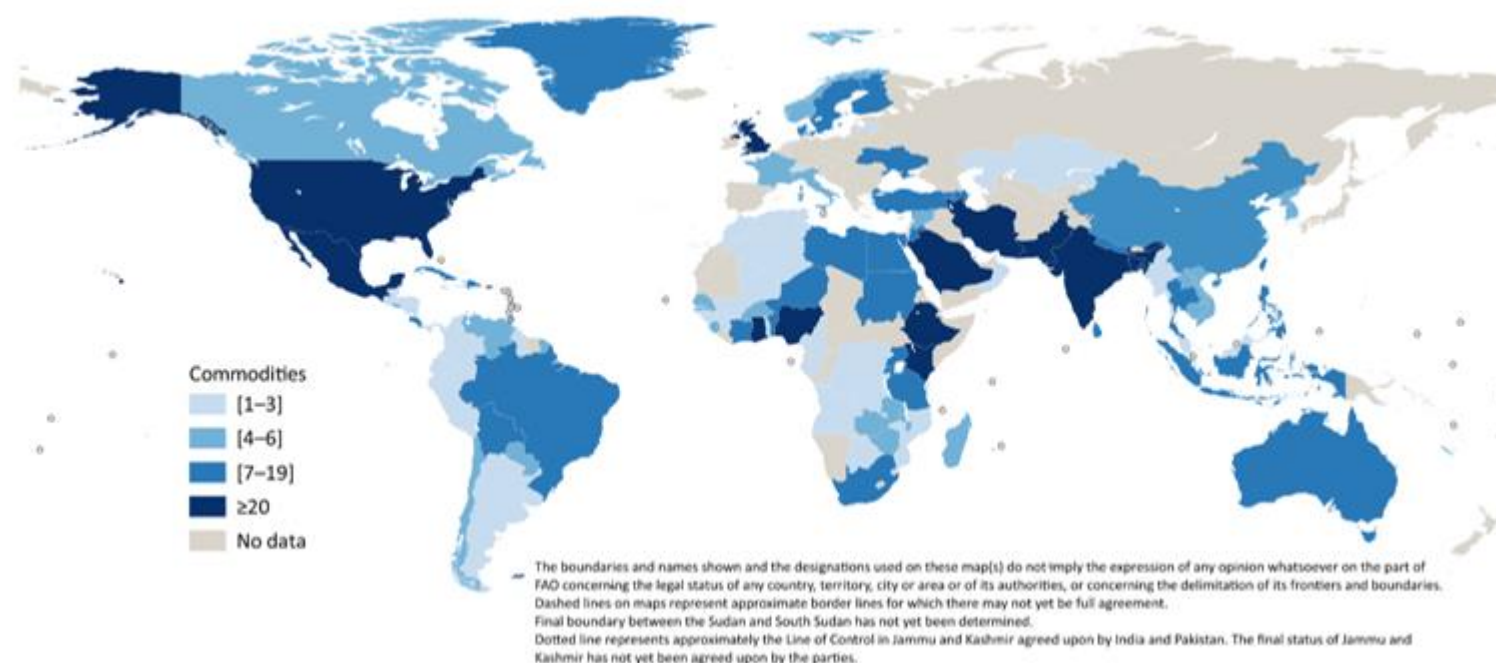 Commodities
[1–3]
[4–6]
[7–19]
≥20
No data
The boundaries and names shown and the designations used on these map(s) do not imply the expression of any opinion whatsoever on the part of
FAO concerning the legal status of any country, territory, city or area or of its authorities, or concerning the delimitation of its frontiers and boundaries.
Dashed lines on maps represent approximate border lines for which there may not yet be full agreement.
Final boundary between the Sudan and South Sudan has not yet been determined.
Dotted line represents approximately the Line of Control in Jammu and Kashmir agreed upon by India and Pakistan. The final status of Jammu and
Kashmir has not yet been agreed upon by the parties.